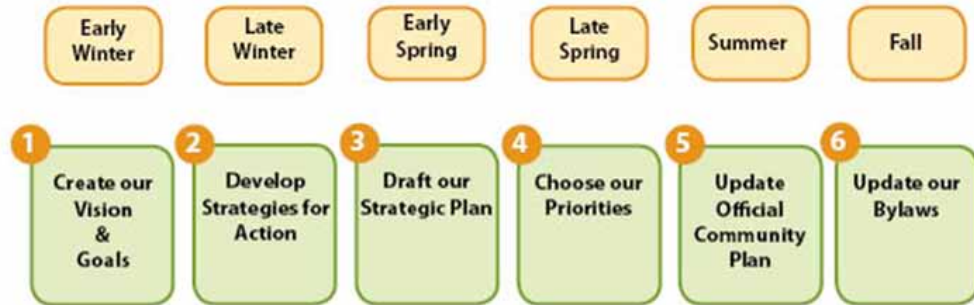 Early
Winter
Late
Winter
Early
Spring
Late
Spring
Summer
Fall
1
Create our
Vision
&
Goals
2
Develop
Strategies for
Action
3
Draft our
Strategic Plan
4
Choose our
Priorities
5
Update
Official
Community
Plan
6
Update our
Bylaws